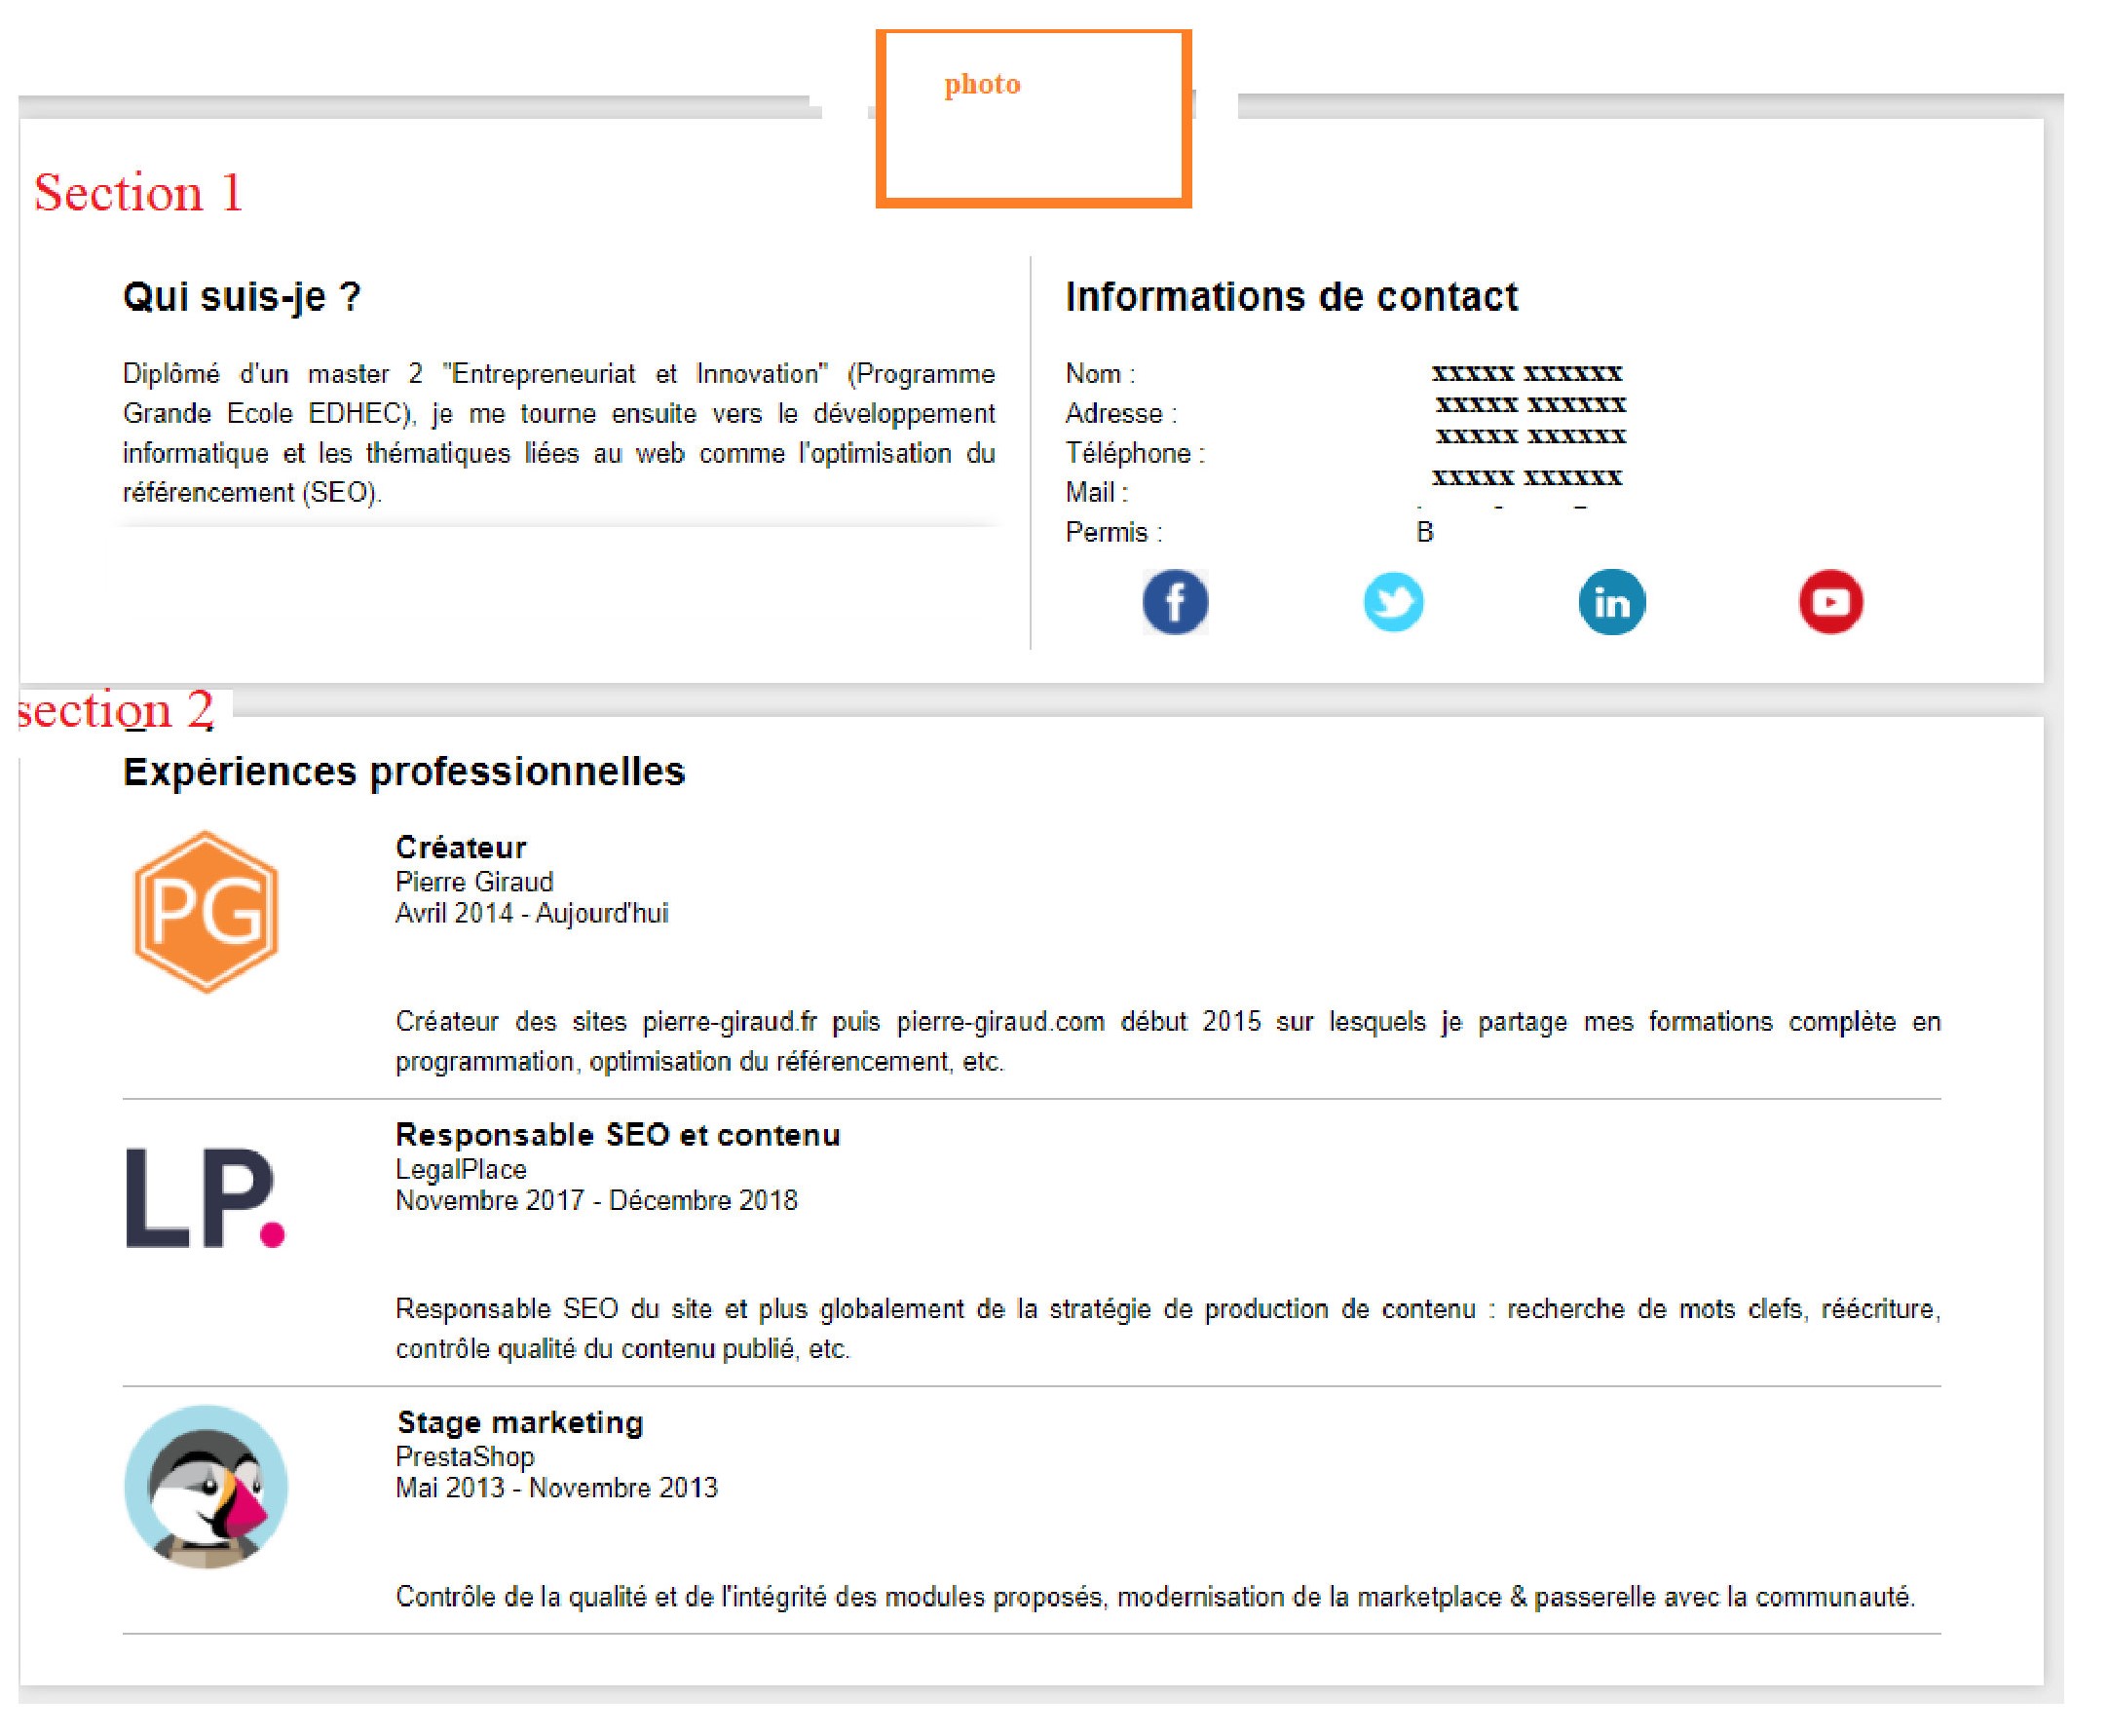 photo
Section 1
Qui suis-je ?
Diplômé d'un master 2 "Entrepreneuriat et Innovation" (Programme
Grande Ecole EDHEC), je me tourne ensuite vers le développement
informatique et les thématiques liées au web comme l'optimisation du
référencement (SEO).
Informations de contact
Nom : xxxxx xxxxxx
Adresse : xxxxx xxxxxx
Téléphone : xxxxx xxxxxx
Mail : xxxxx xxxxxx
Permis : B
f
in
section 2
Expériences professionnelles
PG
Créateur
Pierre Giraud
Avril 2014 - Aujourd'hui
Créateur des sites pierre-giraud.fr puis pierre-giraud.com début 2015 sur lesquels je partage mes formations complète en
programmation, optimisation du référencement, etc.
LP.
Responsable SEO et contenu
LegalPlace
Novembre 2017 - Décembre 2018
Responsable SEO du site et plus globalement de la stratégie de production de contenu : recherche de mots clefs, réécriture,
contrôle qualité du contenu publié, etc.
Stage marketing
PrestaShop
Mai 2013 - Novembre 2013
Contrôle de la qualité et de l'intégrité des modules proposés, modernisation de la marketplace & passerelle avec la communauté.